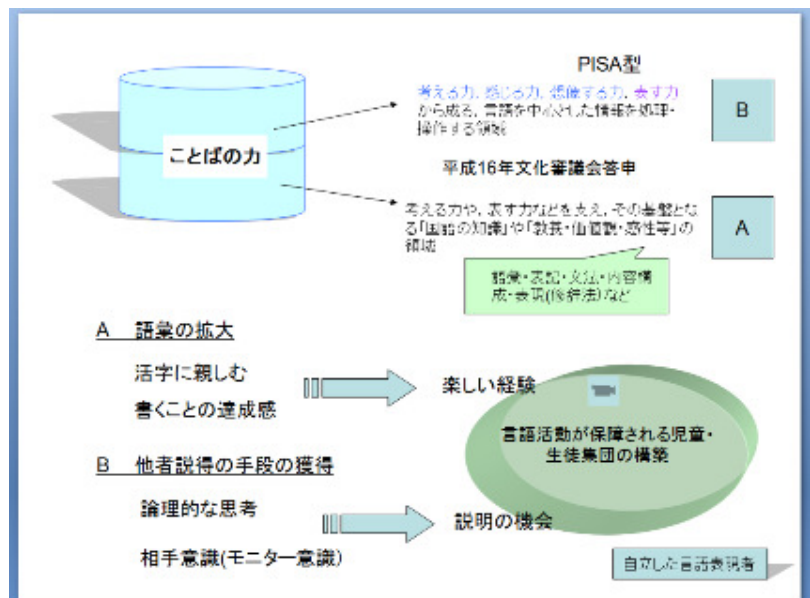 PISA型
考える力、感じる力、想像する力、表す力
から成る、言語を中心とした情報を処理・
操作する領域
B
ことばの力
平成16年文化審議会答申
考える力や、表す力などを支え、その基盤とな
る「国語の知識」や「教養・価値観・感性等」の
領域
A
語彙・表記・文法・内容構
成・表現(修辞法)など
A 語彙の拡大
活字に親しむ
書くことの達成感
楽しい経験
言語活動が保障される児童・
生徒集団の構築
B 他者説得の手段の獲得
論理的な思考
説明の機会
相手意識(モニター意識)
自立した言語表現者